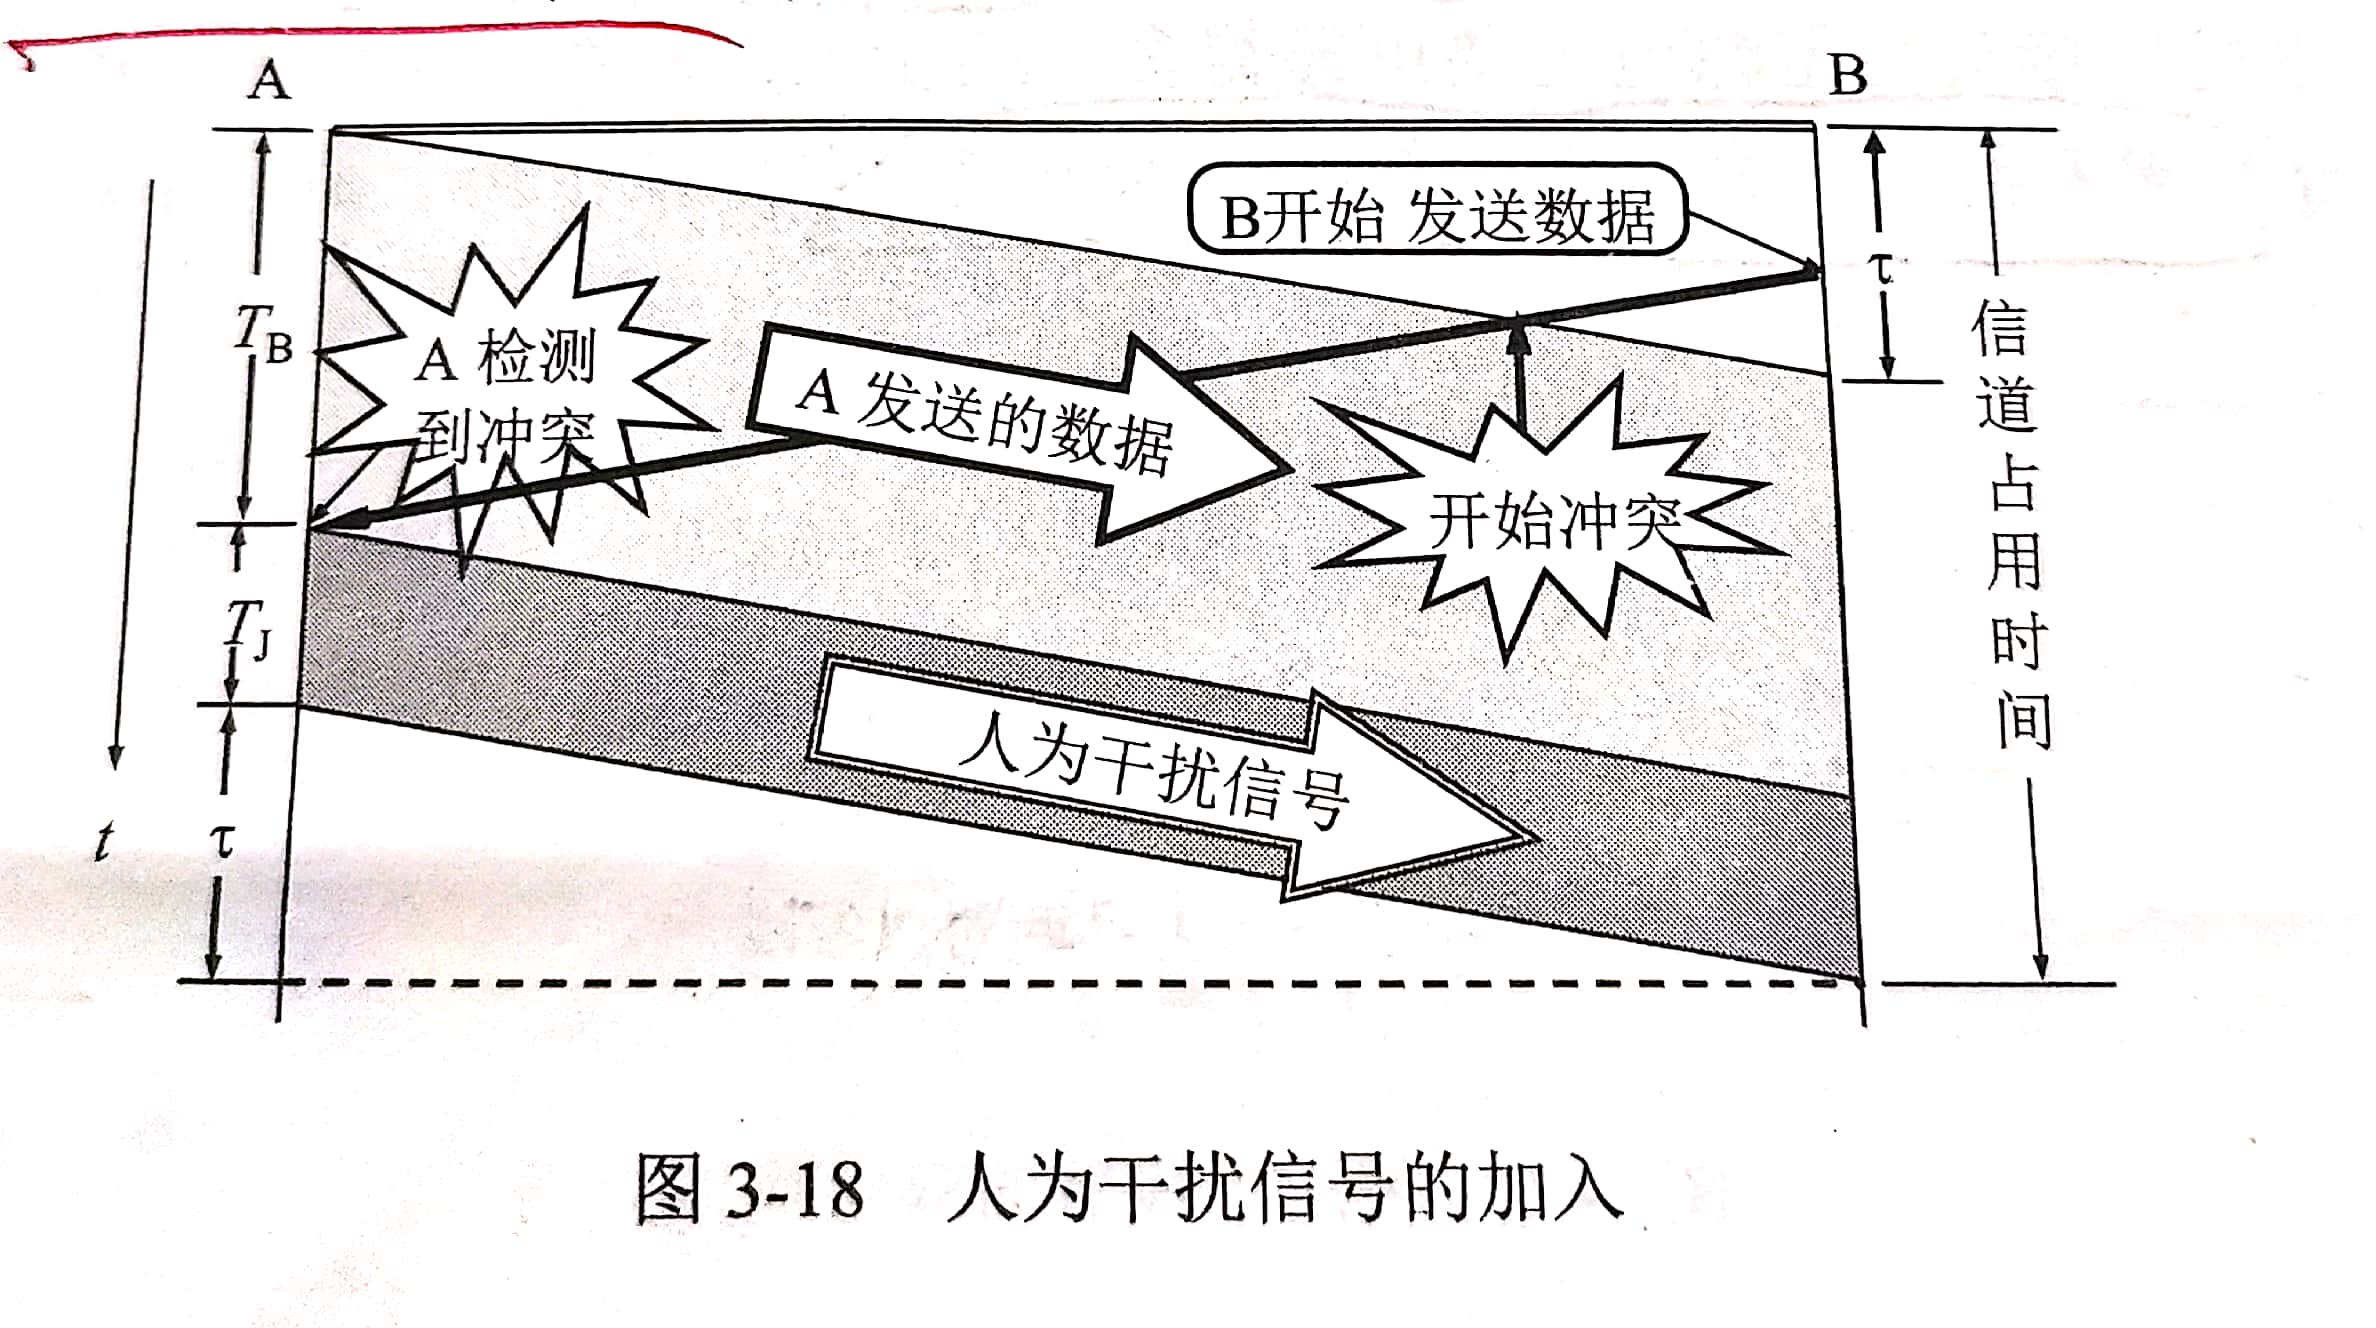 A
B
B开始 发送数据
τ
T_B
A 检测
到冲突
A 发送的数据
开始冲突
信道占用时间
T_J
人为干扰信号
t
τ
图 3-18 人为干扰信号的加入